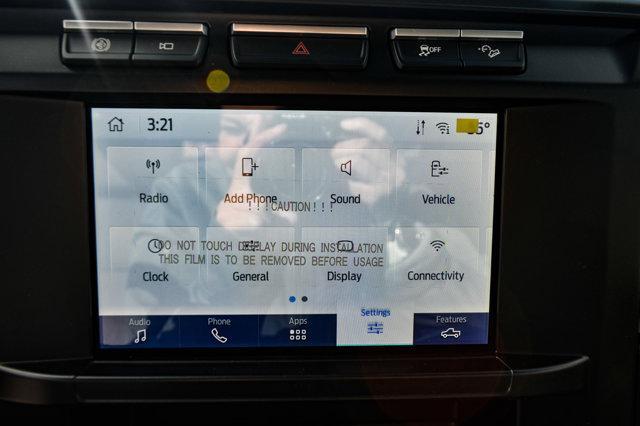 OFF
3:21
Radio
Add Phone
Sound
Vehicle
!!!CAUTION!!!
DO NOT TOUCH DISPLAY DURING INSTALLATION
THIS FILM IS TO BE REMOVED BEFORE USAGE
Clock
General
Display
Connectivity
Audio
Phone
Apps
Settings
Features